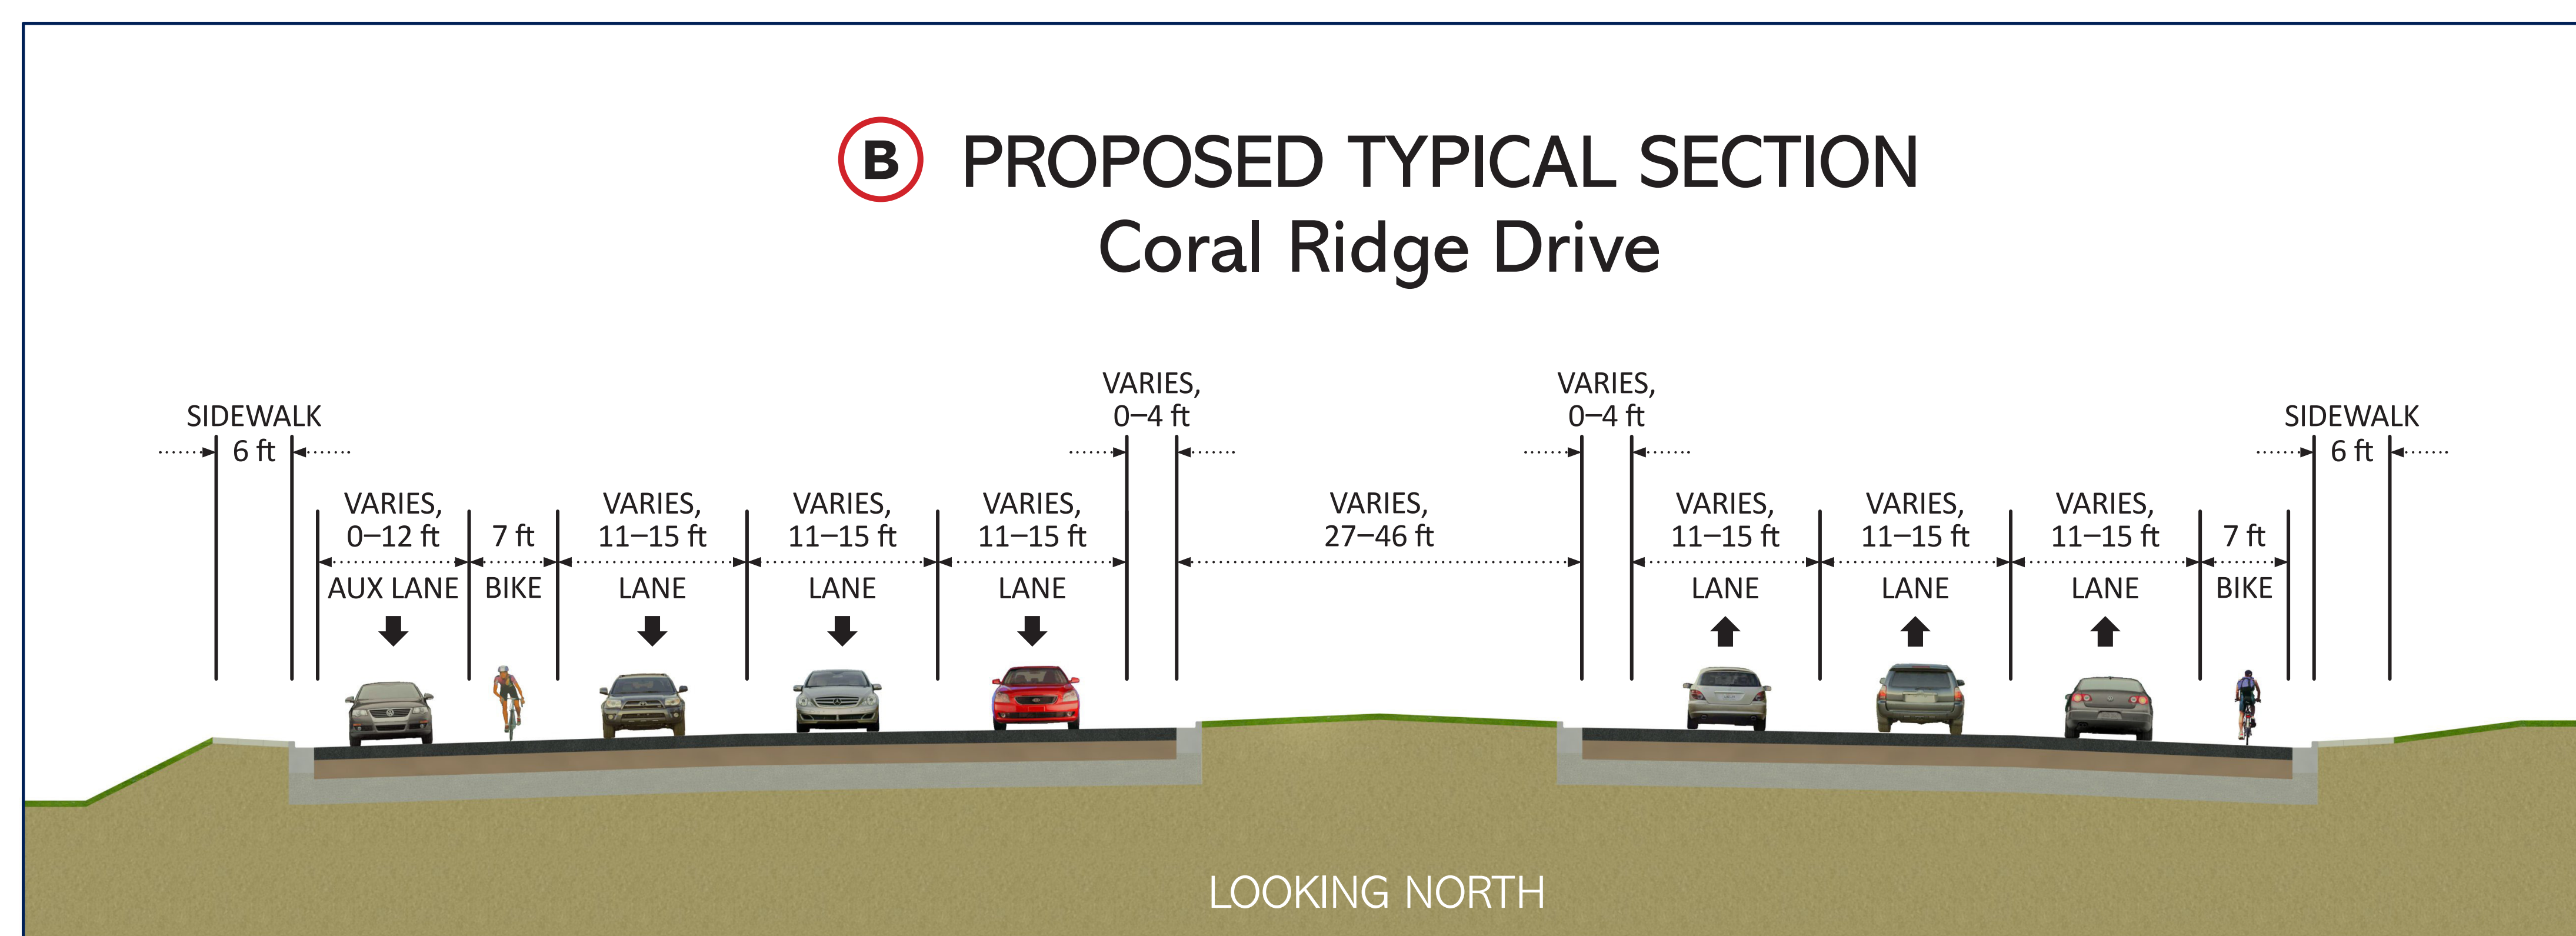 B PROPOSED TYPICAL SECTION
Coral Ridge Drive
VARIES,
0–4 ft
VARIES,
0–4 ft
SIDEWALK
6 ft
SIDEWALK
6 ft
VARIES,
0–12 ft
AUX LANE
7 ft
BIKE
VARIES,
11–15 ft
LANE
VARIES,
11–15 ft
LANE
VARIES,
11–15 ft
LANE
VARIES,
27–46 ft
VARIES,
11–15 ft
LANE
VARIES,
11–15 ft
LANE
VARIES,
11–15 ft
LANE
7 ft
BIKE
LOOKING NORTH